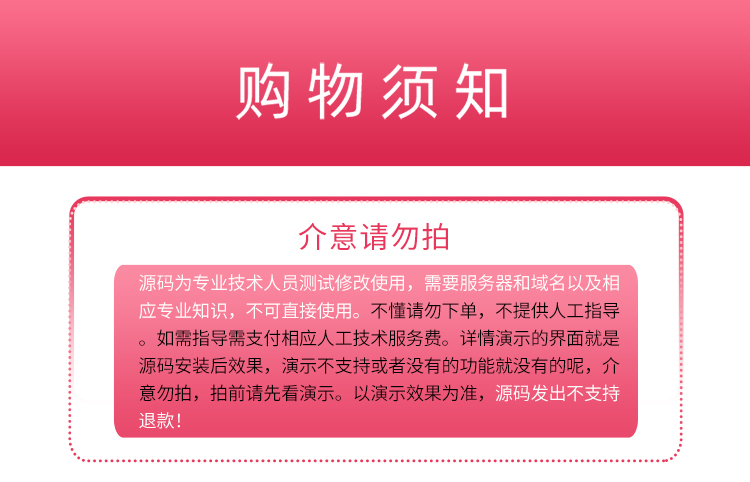 购物须知
介意请勿拍
源码为专业技术人员测试修改使用，需要服务器和域名以及相
应专业知识，不可直接使用。不懂请勿下单，不提供人工指导
。如需指导需支付相应人工技术服务费。详情演示的界面就是
源码安装后效果，演示不支持或者没有的功能就没有的呢，介
意勿拍，拍前请先看演示。以演示效果为准，源码发出不支持
退款！